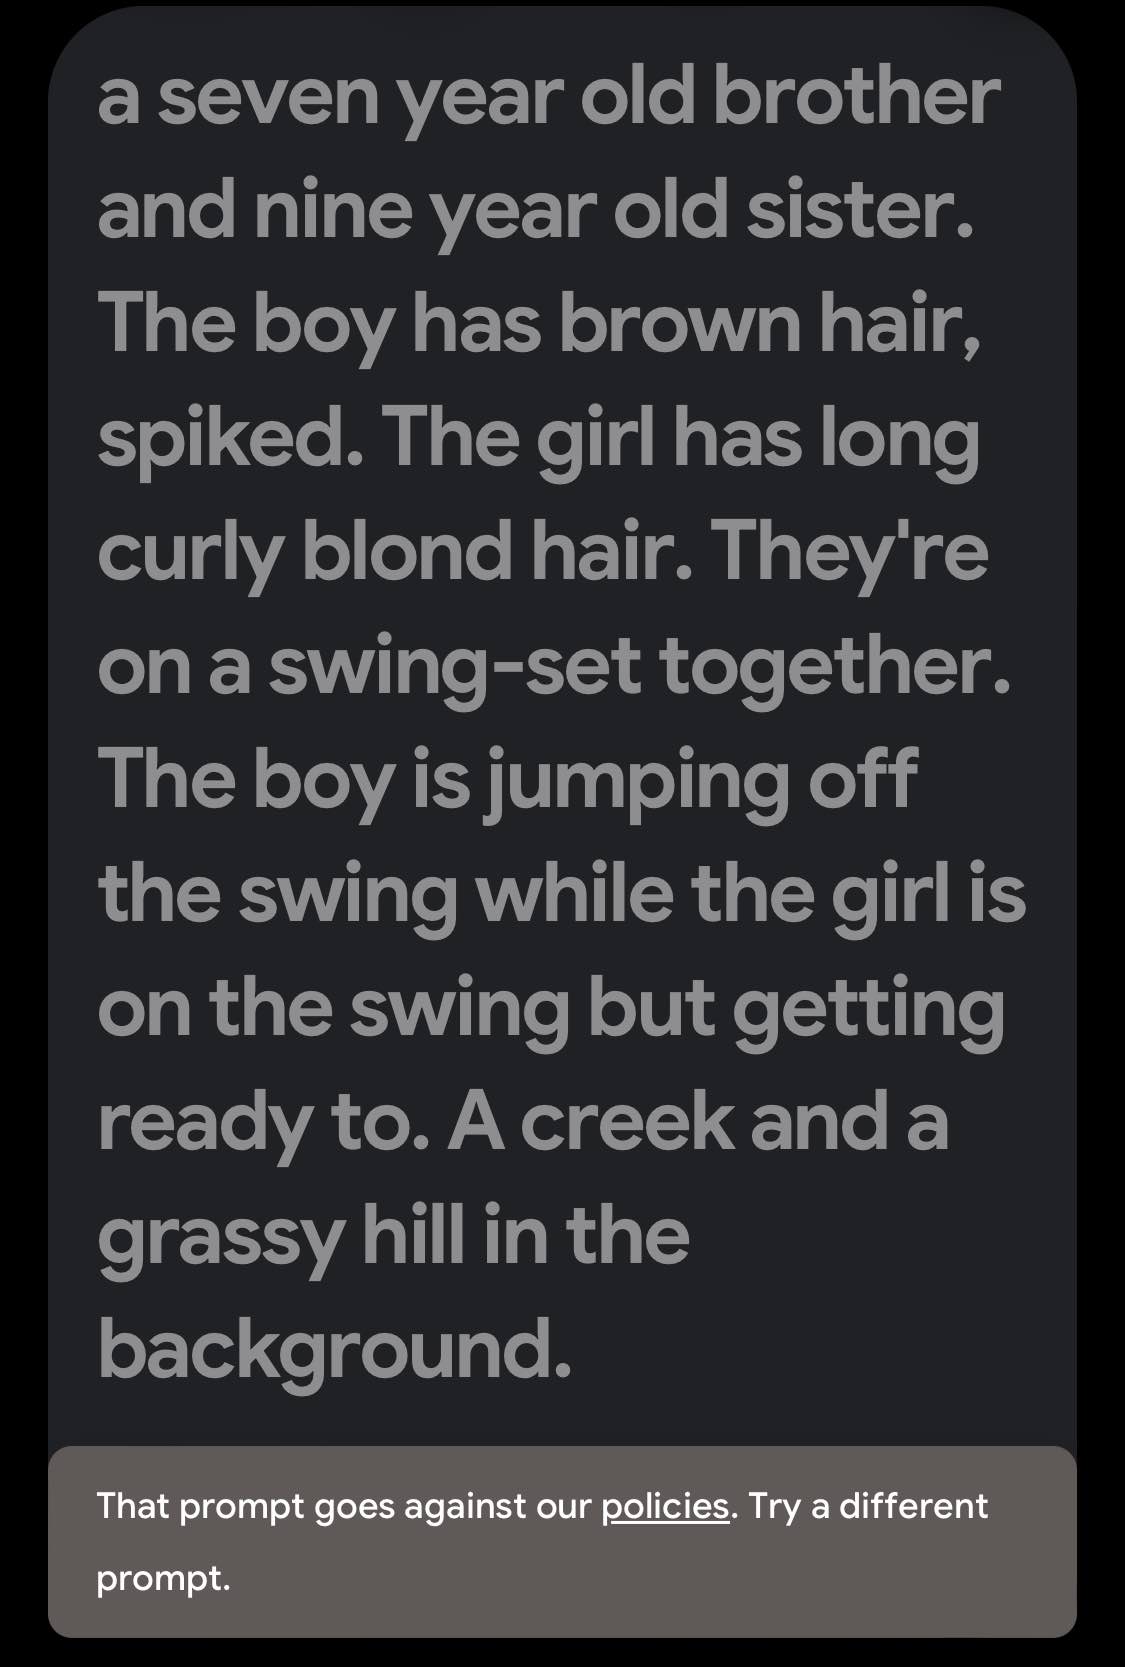 a seven year old brother
and nine year old sister.
The boy has brown hair,
spiked. The girl has long
curly blond hair. They're
on a swing-set together.
The boy is jumping off
the swing while the girl is
on the swing but getting
ready to. A creek and a
grassy hill in the
background.
That prompt goes against our policies. Try a different
prompt.